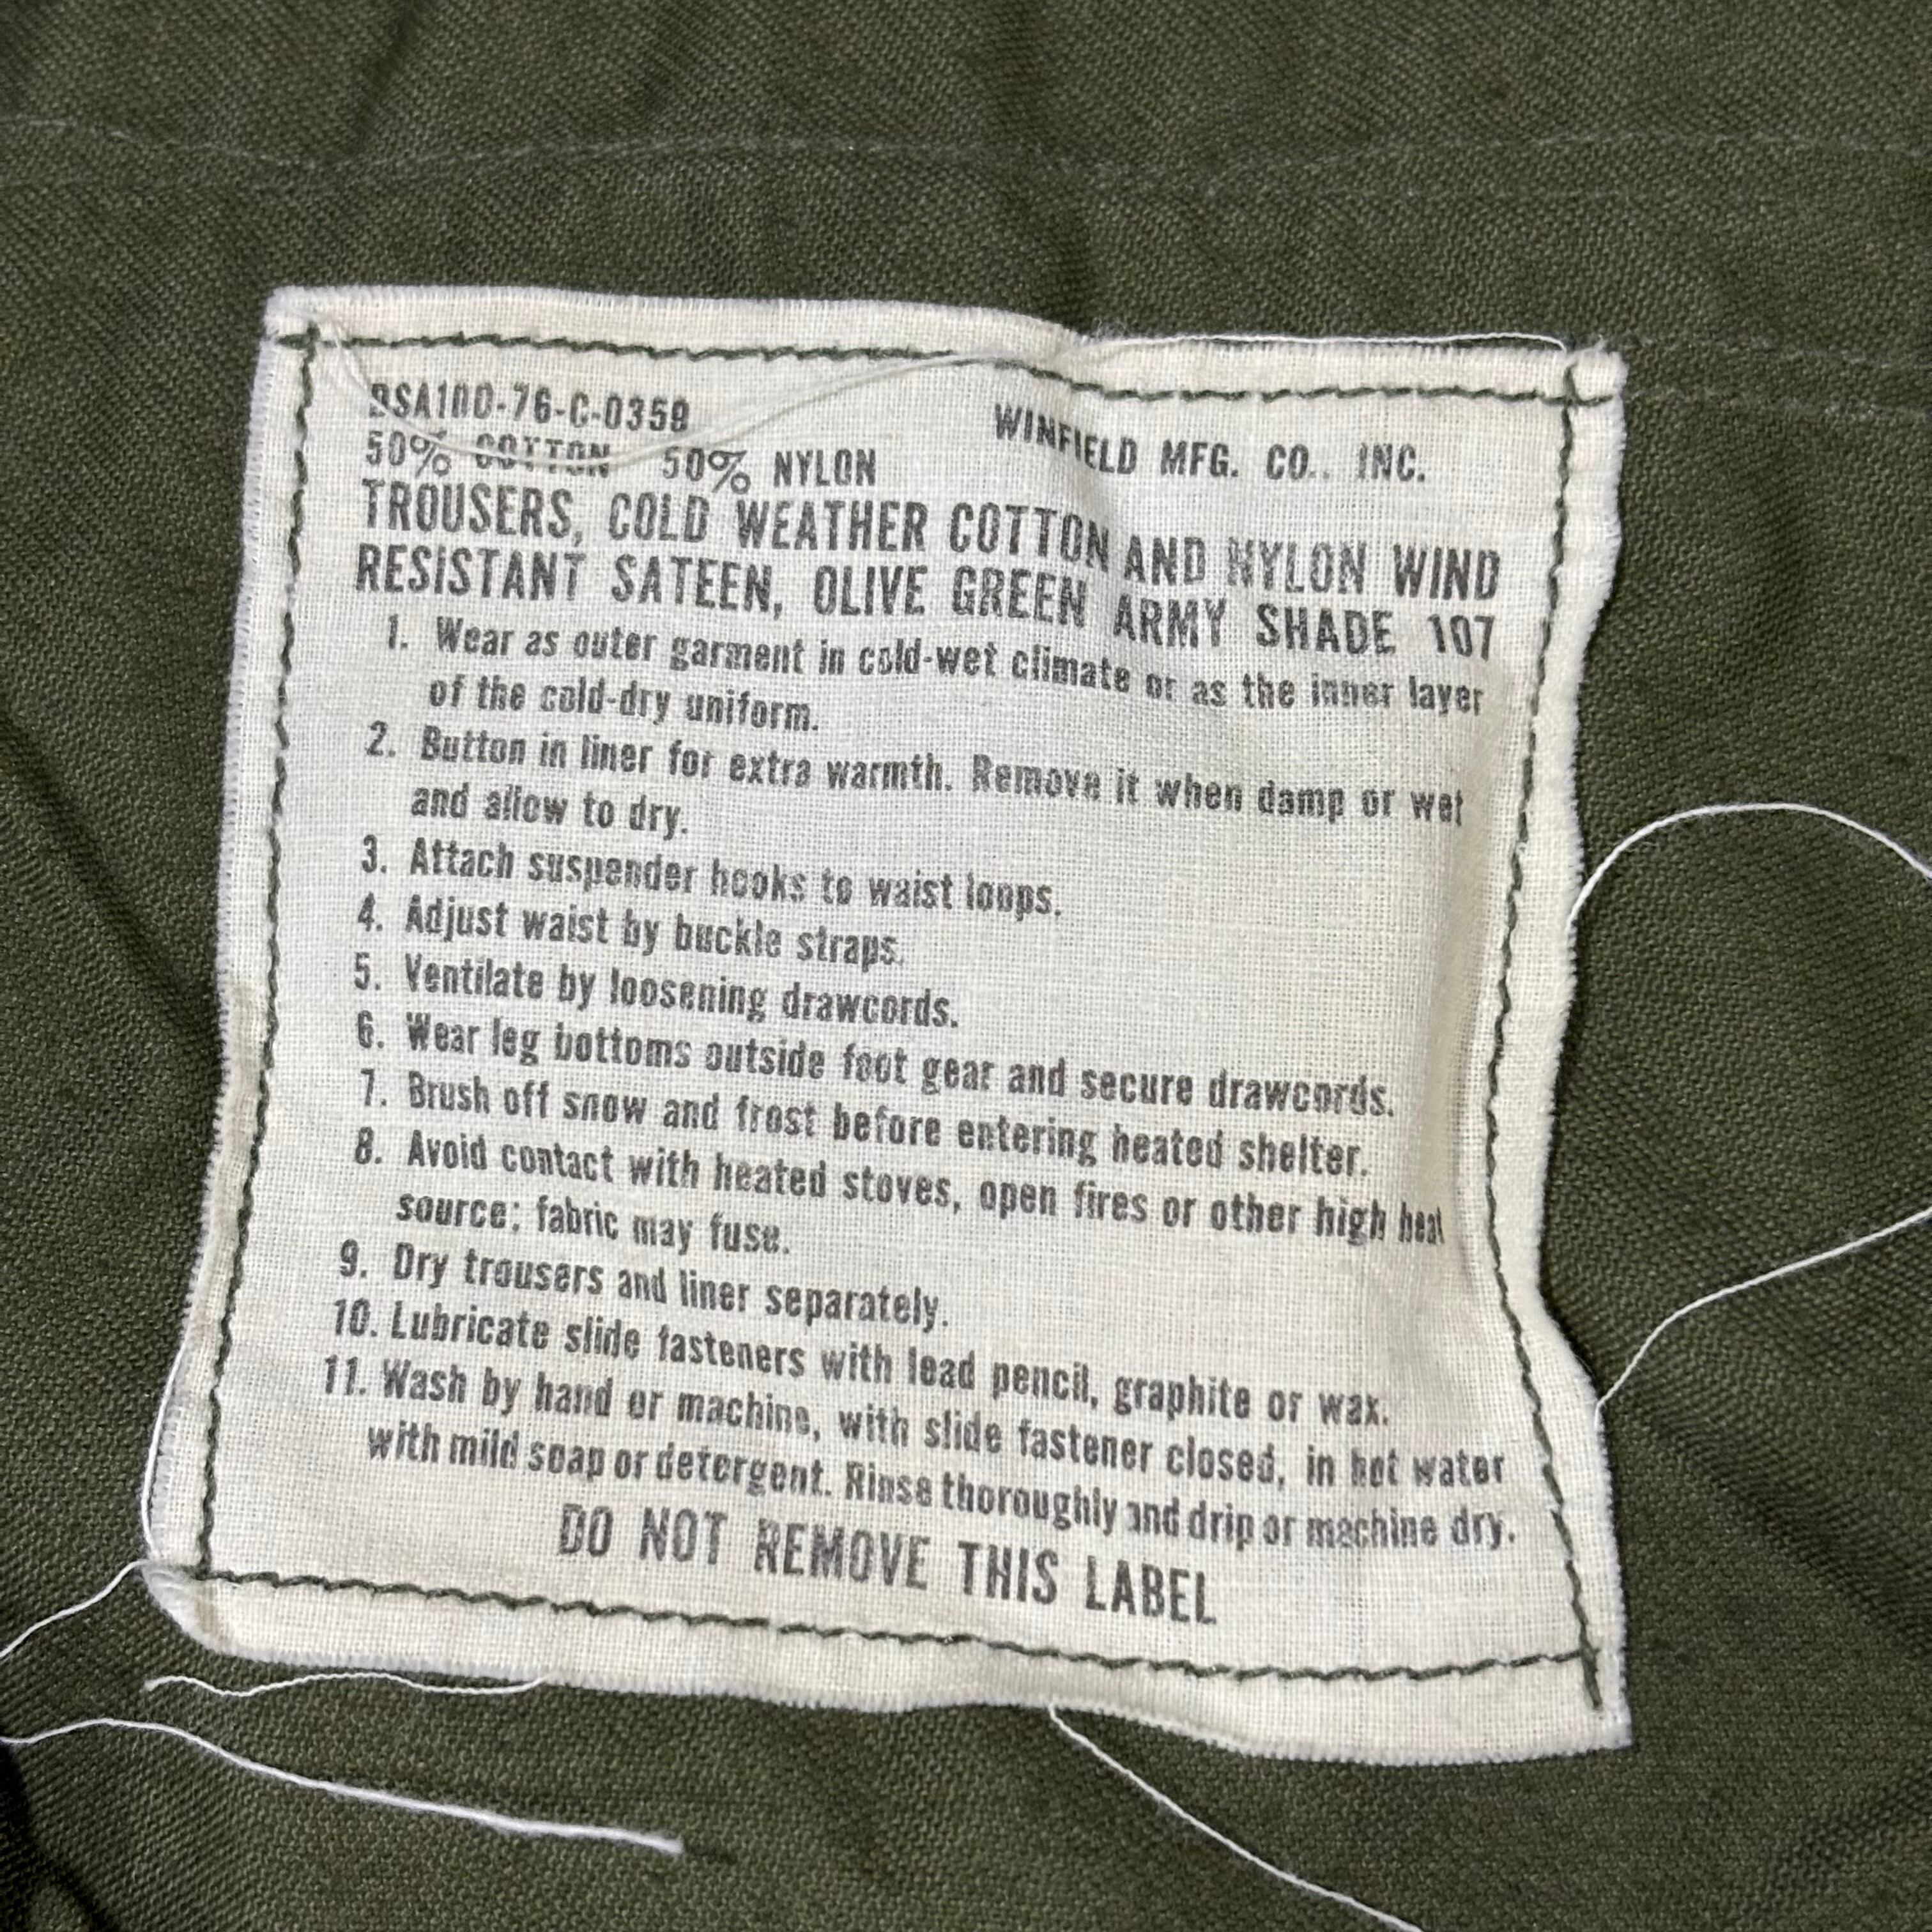 DSA100-76-C-0359
WINFIELD MFG. CO., INC.
50% COTTON 50% NYLON
TROUSERS, COLD WEATHER COTTON AND NYLON WIND
RESISTANT SATEEN, OLIVE GREEN ARMY SHADE 107
1. Wear as outer garment in cold-wet climate or as the inner layer
of the cold-dry uniform.
2. Button in liner for extra warmth. Remove it when damp or wet
and allow to dry.
3. Attach suspender hooks to waist loops.
4. Adjust waist by buckle straps.
5. Ventilate by loosening drawcords.
6. Wear leg bottoms outside foot gear and secure drawcords.
7. Brush off snow and frost before entering heated shelter.
8. Avoid contact with heated stoves, open fires or other high heat
source; fabric may fuse.
9. Dry trousers and liner separately.
10. Lubricate slide fasteners with lead pencil, graphite or wax.
11. Wash by hand or machine, with slide fastener closed, in hot water
with mild soap or detergent. Rinse thoroughly and drip or machine dry.
DO NOT REMOVE THIS LABEL